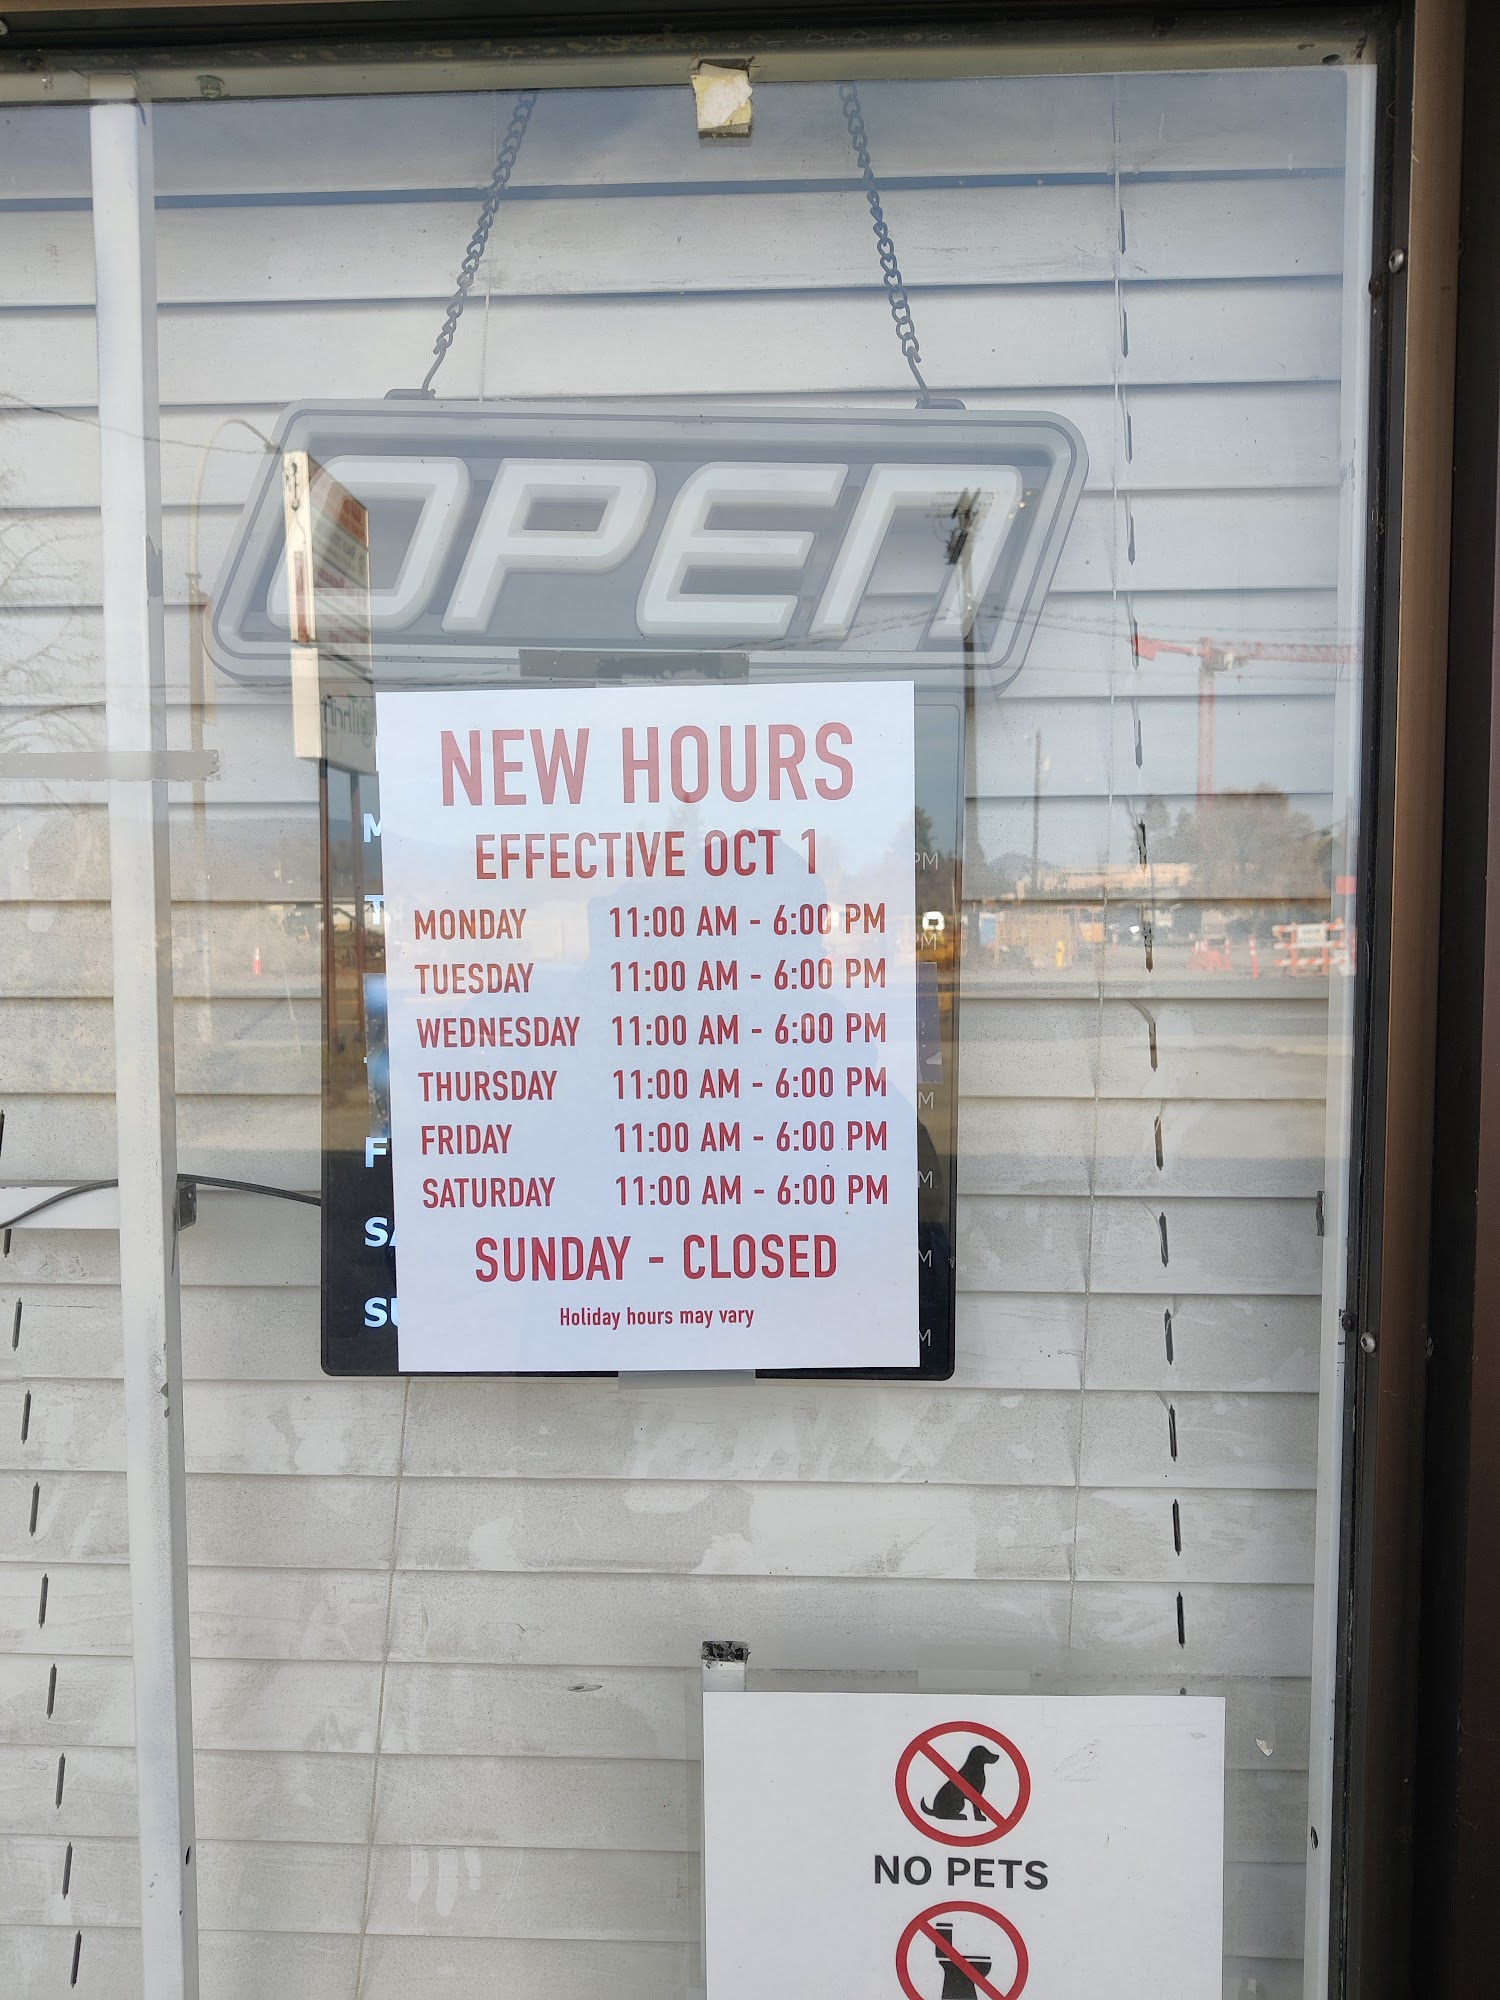 OPEN
NEW HOURS
EFFECTIVE OCT 1
MONDAY 11:00 AM - 6:00 PM
TUESDAY 11:00 AM - 6:00 PM
WEDNESDAY 11:00 AM - 6:00 PM
THURSDAY 11:00 AM - 6:00 PM
FRIDAY 11:00 AM - 6:00 PM
SATURDAY 11:00 AM - 6:00 PM
SUNDAY - CLOSED
Holiday hours may vary
NO PETS